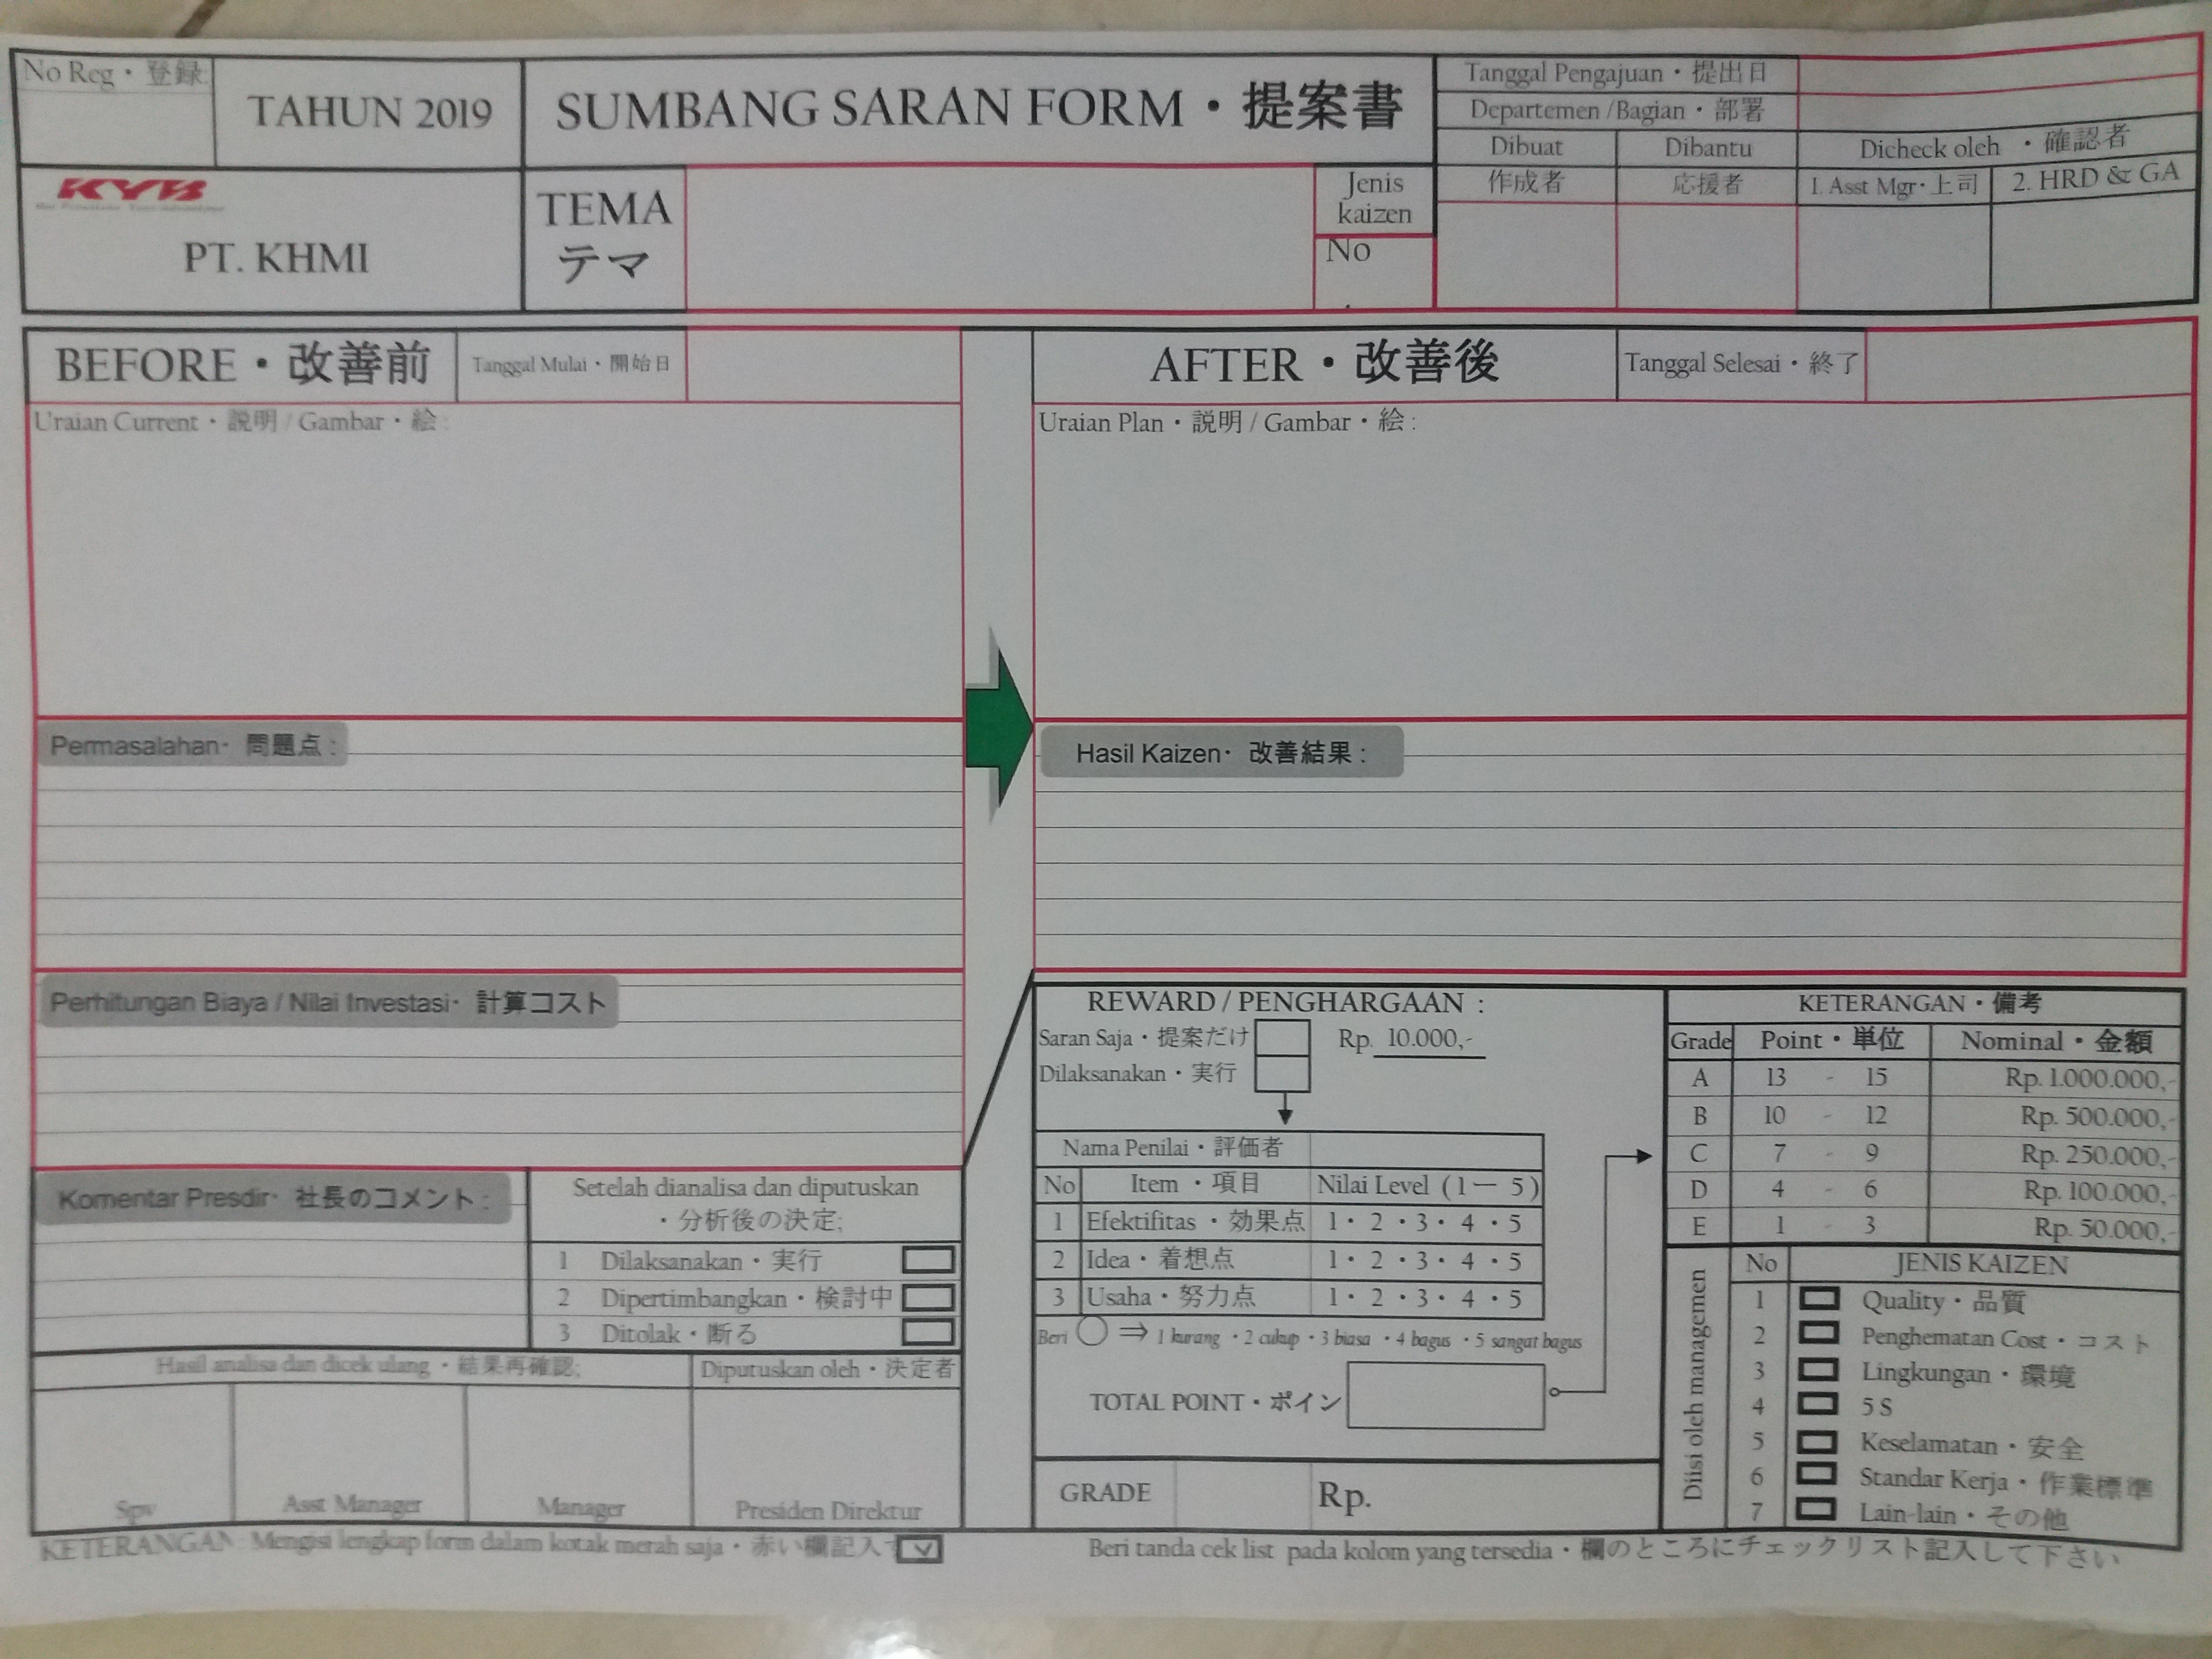 No Reg・登録
TAHUN 2019
SUMBANG SARAN FORM・提案書
Tanggal Pengajuan・提出日
Departemen / Bagian・部署
KYB
PT. KHMI
TEMA
テマ
Jenis
kaizen
No
Dibuat
作成者
Dibantu
応援者
Dicheck oleh ・確認者
1. Asst Mgr・上司
2. HRD & GA
BEFORE・改善前
Tanggal Mulai・開始日
Uraian Current・説明 / Gambar・絵 :
AFTER・改善後
Tanggal Selesai・終了
Uraian Plan・説明 / Gambar・絵 :
Permasalahan・ 問題点 :
Hasil Kaizen・ 改善結果 :
Perhitungan Biaya / Nilai Investasi・ 計算コスト
Komentar Presdir・ 社長のコメント :
Setelah dianalisa dan diputuskan
・分析後の決定;
1 Dilaksanakan・実行
2 Dipertimbangkan・検討中
3 Ditolak・断る
Hasil analisa dan dicek ulang・結果再確認;
Diputuskan oleh・決定者
Spv
Asst Manager
Manager
Presiden Direktur
REWARD / PENGHARGAAN :
Saran Saja・提案だけ
Rp. 10.000,-
Dilaksanakan・実行
Nama Penilai・評価者
No Item ・項目 Nilai Level ( 1 ー 5 )
1 Efektifitas・効果点 1・2・3・4・5
2 Idea・着想点 1・2・3・4・5
3 Usaha・努力点 1・2・3・4・5
Beri ⇒ 1 kurang・2 cukup・3 biasa・4 bagus・5 sangat bagus
TOTAL POINT・ポイン
GRADE
Rp.
KETERANGAN・備考
Grade Point・単位 Nominal・金額
A 13 - 15 Rp. 1.000.000,-
B 10 - 12 Rp. 500.000,-
C 7 - 9 Rp. 250.000,-
D 4 - 6 Rp. 100.000,-
E 1 - 3 Rp. 50.000,-
Diisi oleh managemen
No JENIS KAIZEN
1 Quality・品質
2 Penghematan Cost・コスト
3 Lingkungan・環境
4 5S
5 Keselamatan・安全
6 Standar Kerja・作業標準
7 Lain-lain・その他
KETERANGAN : Mengisi lengkap form dalam kotak merah saja・赤い欄記入
Beri tanda cek list pada kolom yang tersedia・欄のところにチェックリスト記入して下さい